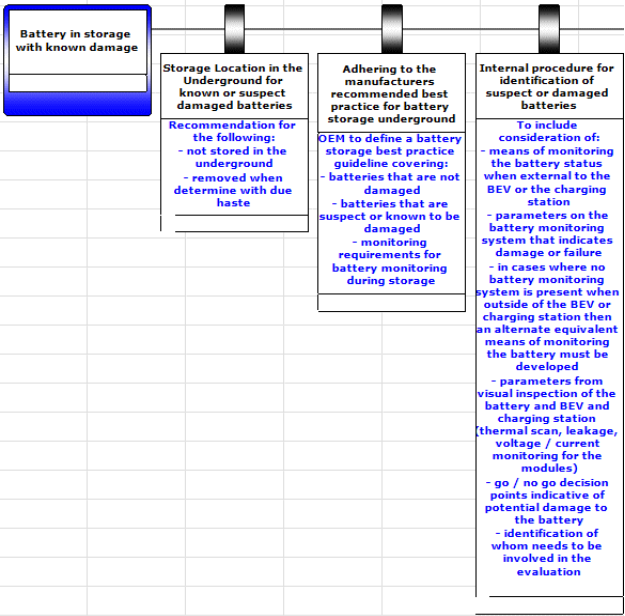 Battery in storage
with known damage
Storage Location in the
Underground for
known or suspect
damaged batteries
Recommendation for
the following:
- not stored in the
underground
- removed when
determine with due
haste
Adhering to the
manufacturers
recommended best
practice for battery
storage underground
OEM to define a battery
storage best practice
guideline covering:
- batteries that are not
damaged
- batteries that are
suspect or known to be
damaged
- monitoring
requirements for
battery monitoring
during storage
Internal procedure for
identification of
suspect or damaged
batteries
To include
consideration of:
- means of monitoring
the battery status
when external to the
BEV or the charging
station
- parameters on the
battery monitoring
system that indicates
damage or failure
- in cases where no
battery monitoring
system is present when
outside of the BEV or
charging station then
an alternate equivalent
means of monitoring
the battery must be
developed
- parameters from
visual inspection of the
battery and BEV and
charging station
(thermal scan, leakage,
voltage / current
monitoring for the
modules)
- go / no go decision
points indicative of
potential damage to
the battery
- identification of
whom needs to be
involved in the
evaluation